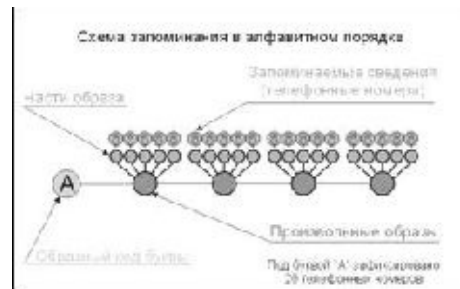 Схема запоминания в алфавитном порядке
Запоминаемые сведения
(телефонные номера)
Части образа
А
Произвольные образы
Образный код буквы
Под буквой "А" зафиксировано
20 телефонных номеров